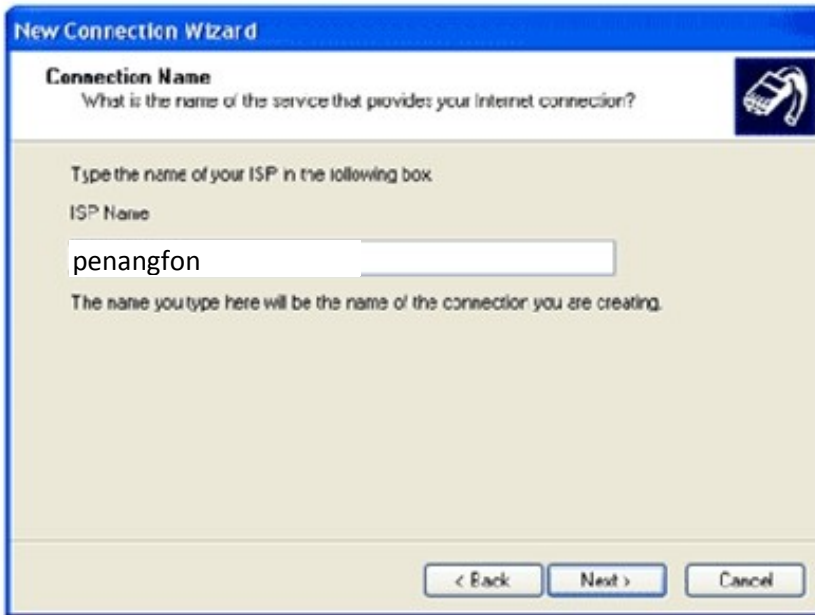 New Connection Wizard
Connection Name
What is the name of the service that provides your Internet connection?
Type the name of your ISP in the following box
ISP Name
penangfon
The name you type here will be the name of the connection you are creating.
< Back Next > Cancel